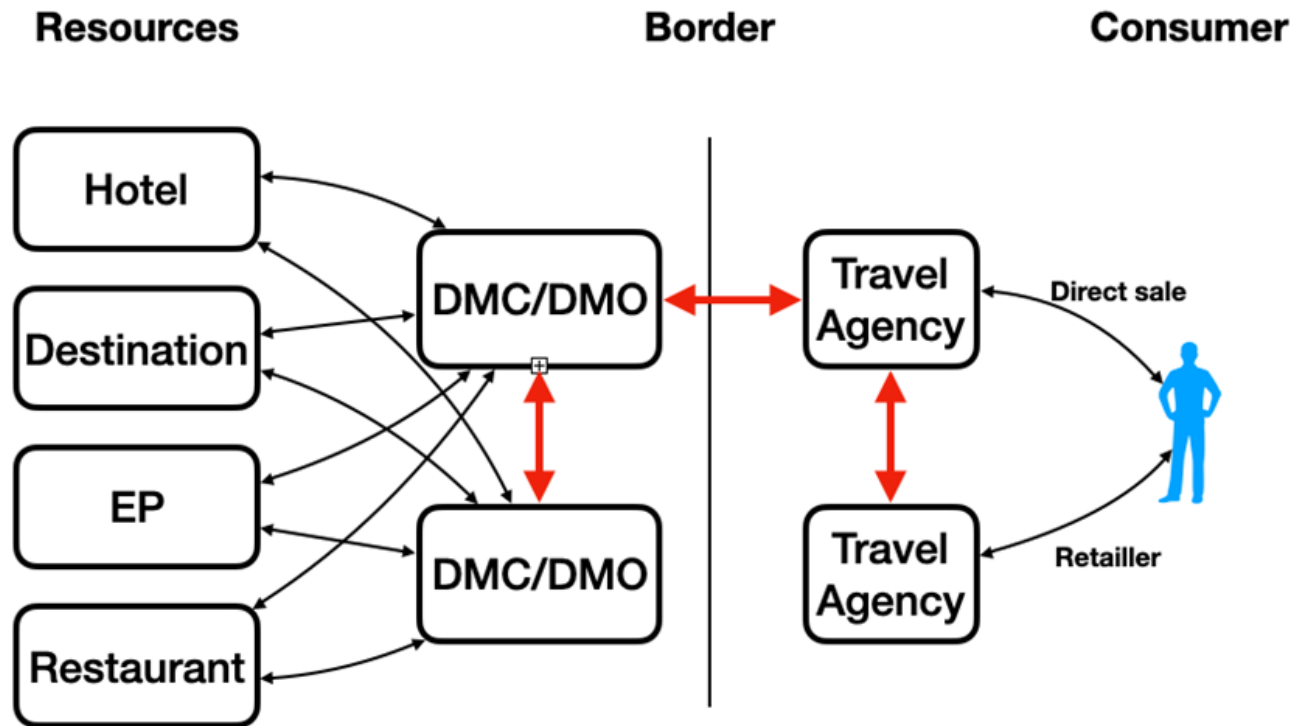 Resources
Border
Consumer
Hotel
Destination
EP
Restaurant
DMC/DMO
DMC/DMO
Travel
Agency
Travel
Agency
Direct sale
Retailler